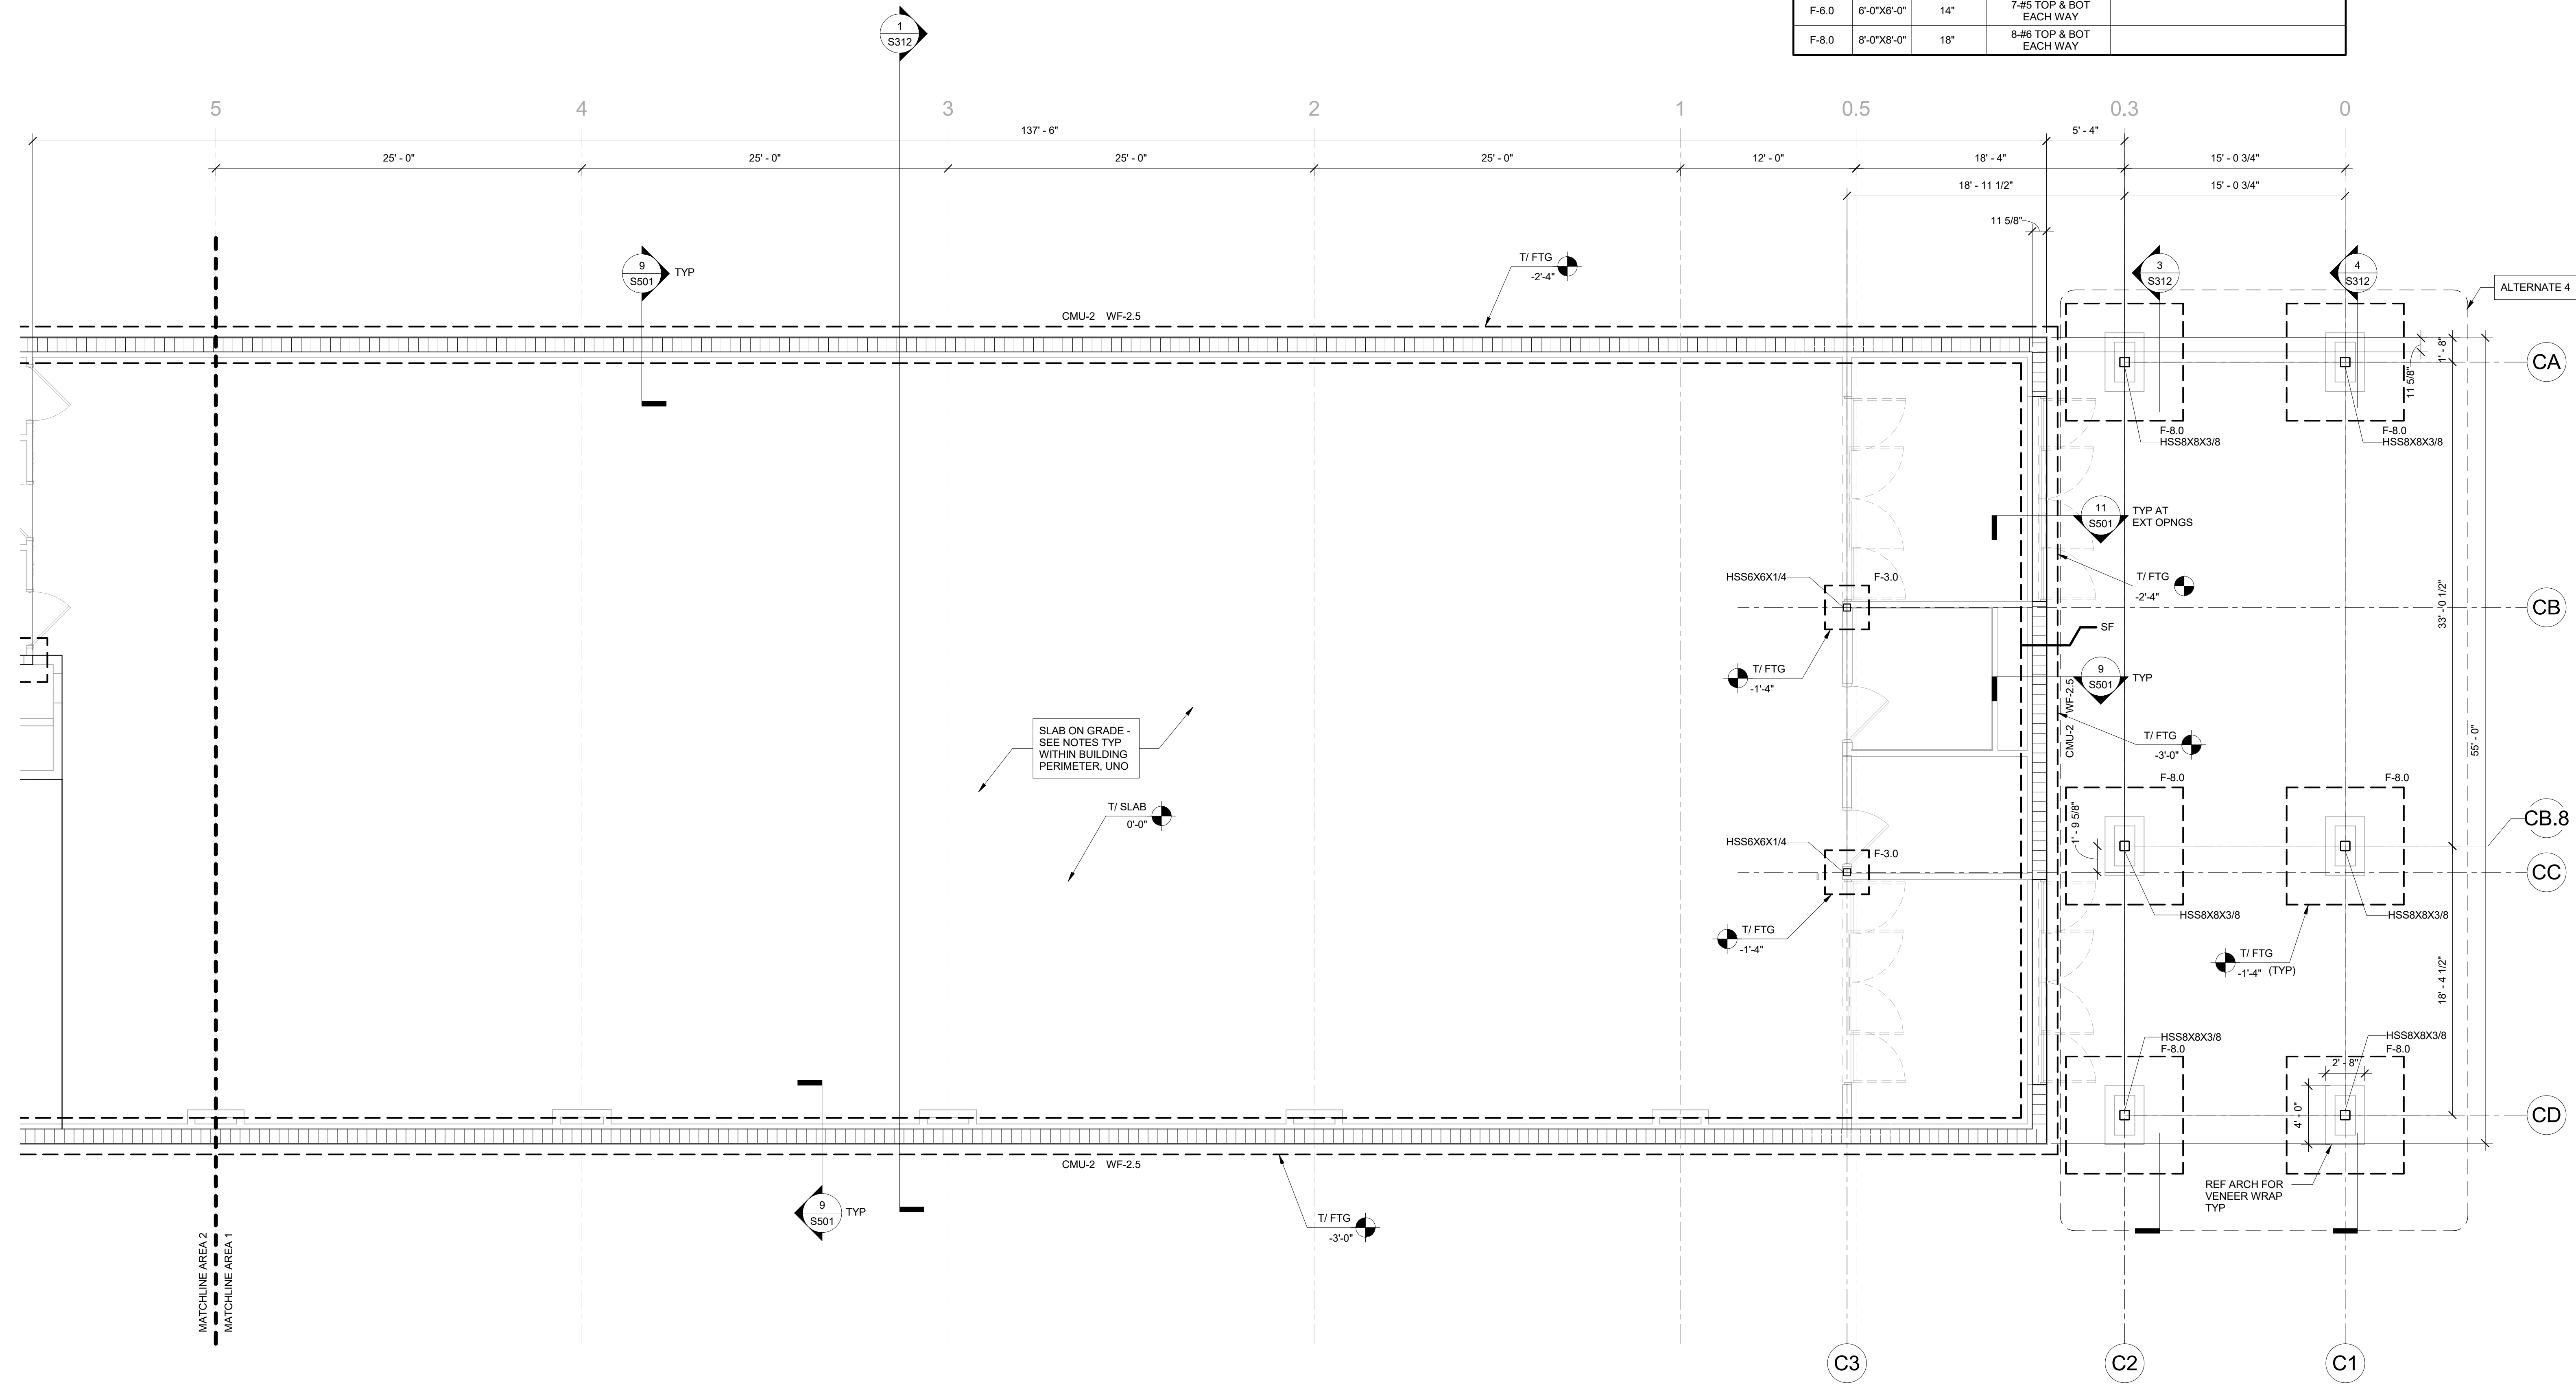 F-6.0 6'-0"X6'-0" 14" 7-#5 TOP & BOT
EACH WAY
F-8.0 8'-0"X8'-0" 18" 8-#6 TOP & BOT
EACH WAY
1
S312
5 4 3 2 1 0.5 0.3 0
137' - 6" 5' - 4"
25' - 0" 25' - 0" 25' - 0" 25' - 0" 12' - 0" 18' - 4" 15' - 0 3/4"
18' - 11 1/2" 15' - 0 3/4"
11 5/8"
9
S501
TYP
T/ FTG
-2'-4"
3
S312
4
S312
ALTERNATE 4
CMU-2 WF-2.5
1' - 8"
11 5/8"
CA
F-8.0
HSS8X8X3/8
F-8.0
HSS8X8X3/8
11
S501
TYP AT
EXT OPNGS
HSS6X6X1/4
F-3.0
T/ FTG
-2'-4"
CB
33' - 0 1/2"
SF
T/ FTG
-1'-4"
9
S501
TYP
CMU-2 WF-2.5
SLAB ON GRADE -
SEE NOTES TYP
WITHIN BUILDING
PERIMETER, UNO
T/ FTG
-3'-0"
55' - 0"
F-8.0
F-8.0
T/ SLAB
0'-0"
1' - 9 5/8"
CB.8
HSS6X6X1/4
F-3.0
CC
HSS8X8X3/8
HSS8X8X3/8
T/ FTG
-1'-4"
T/ FTG
-1'-4" (TYP)
18' - 4 1/2"
HSS8X8X3/8
F-8.0
HSS8X8X3/8
F-8.0
2' - 8"
4' - 0"
CD
CMU-2 WF-2.5
REF ARCH FOR
VENEER WRAP
TYP
9
S501
TYP
T/ FTG
-3'-0"
MATCHLINE AREA 2
MATCHLINE AREA 1
C3 C2 C1